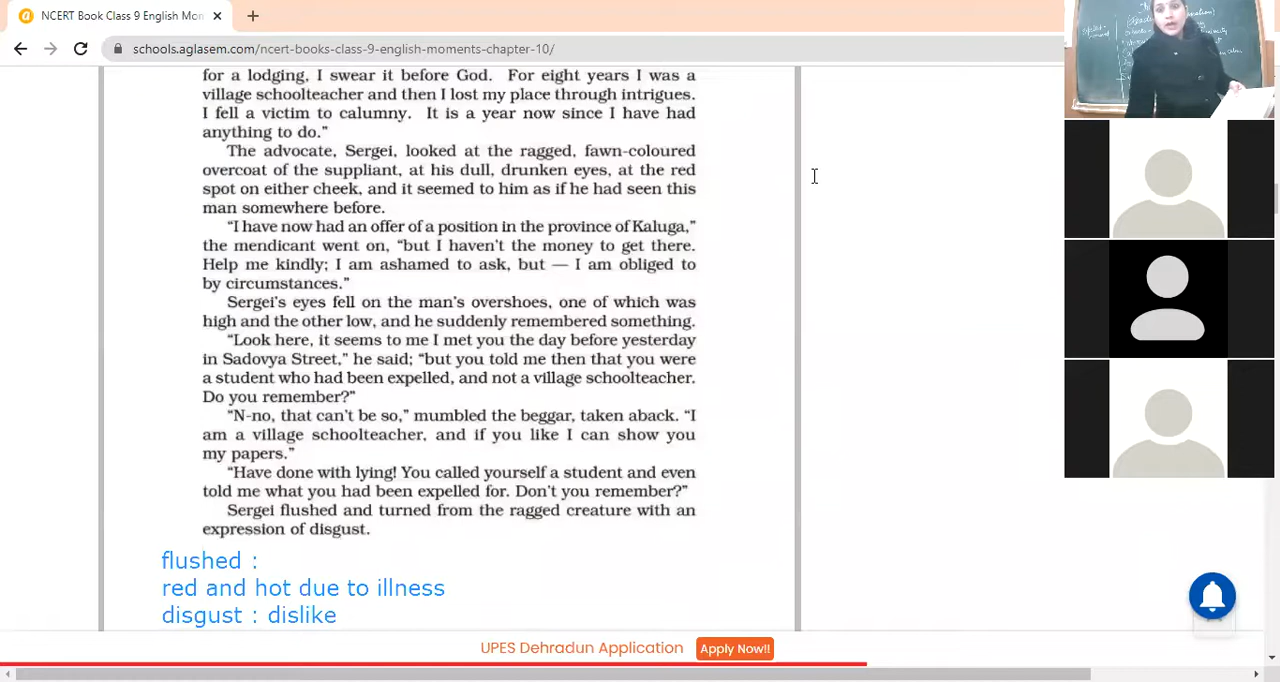 NCERT Book Class 9 English Mom
schools.aglasem.com/ncert-books-class-9-english-moments-chapter-10/
for a lodging, I swear it before God. For eight years I was a
village schoolteacher and then I lost my place through intrigues.
I fell a victim to calumny. It is a year now since I have had
anything to do.”
The advocate, Sergei, looked at the ragged, fawn-coloured
overcoat of the suppliant, at his dull, drunken eyes, at the red
spot on either cheek, and it seemed to him as if he had seen this
man somewhere before.
“I have now had an offer of a position in the province of Kaluga,”
the mendicant went on, “but I haven’t the money to get there.
Help me kindly; I am ashamed to ask, but — I am obliged to
by circumstances.”
Sergei’s eyes fell on the man’s overshoes, one of which was
high and the other low, and he suddenly remembered something.
“Look here, it seems to me I met you the day before yesterday
in Sadovya Street,” he said; “but you told me then that you were
a student who had been expelled, and not a village schoolteacher.
Do you remember?”
“N-no, that can’t be so,” mumbled the beggar, taken aback. “I
am a village schoolteacher, and if you like I can show you
my papers.”
“Have done with lying! You called yourself a student and even
told me what you had been expelled for. Don’t you remember?”
Sergei flushed and turned from the ragged creature with an
expression of disgust.
flushed :
red and hot due to illness
disgust : dislike
UPES Dehradun Application Apply Now!!